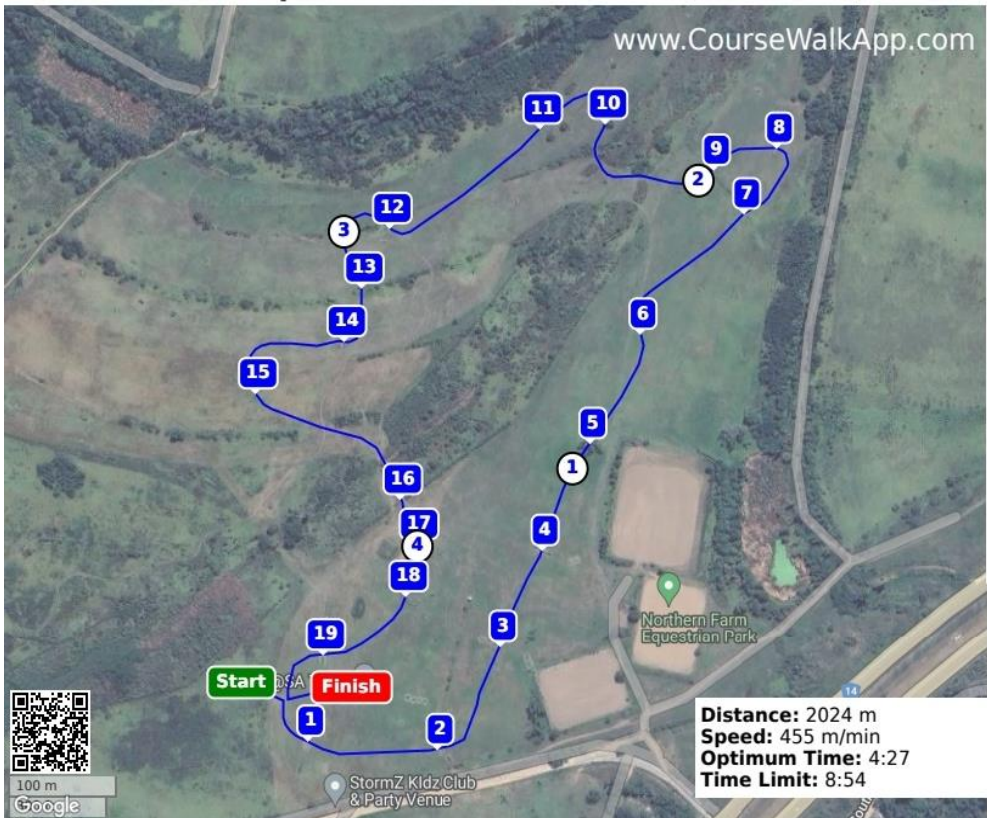 www.CourseWalkApp.com
11
10
8
9
2
7
12
3
13
6
14
15
5
1
16
17
4
4
18
3
Northern Farm
Equestrian Park
19
Start
@SA
Finish
1
2
14
Distance: 2024 m
Speed: 455 m/min
Optimum Time: 4:27
Time Limit: 8:54
100 m
StormZ KIdz Club
& Party Venue
Google